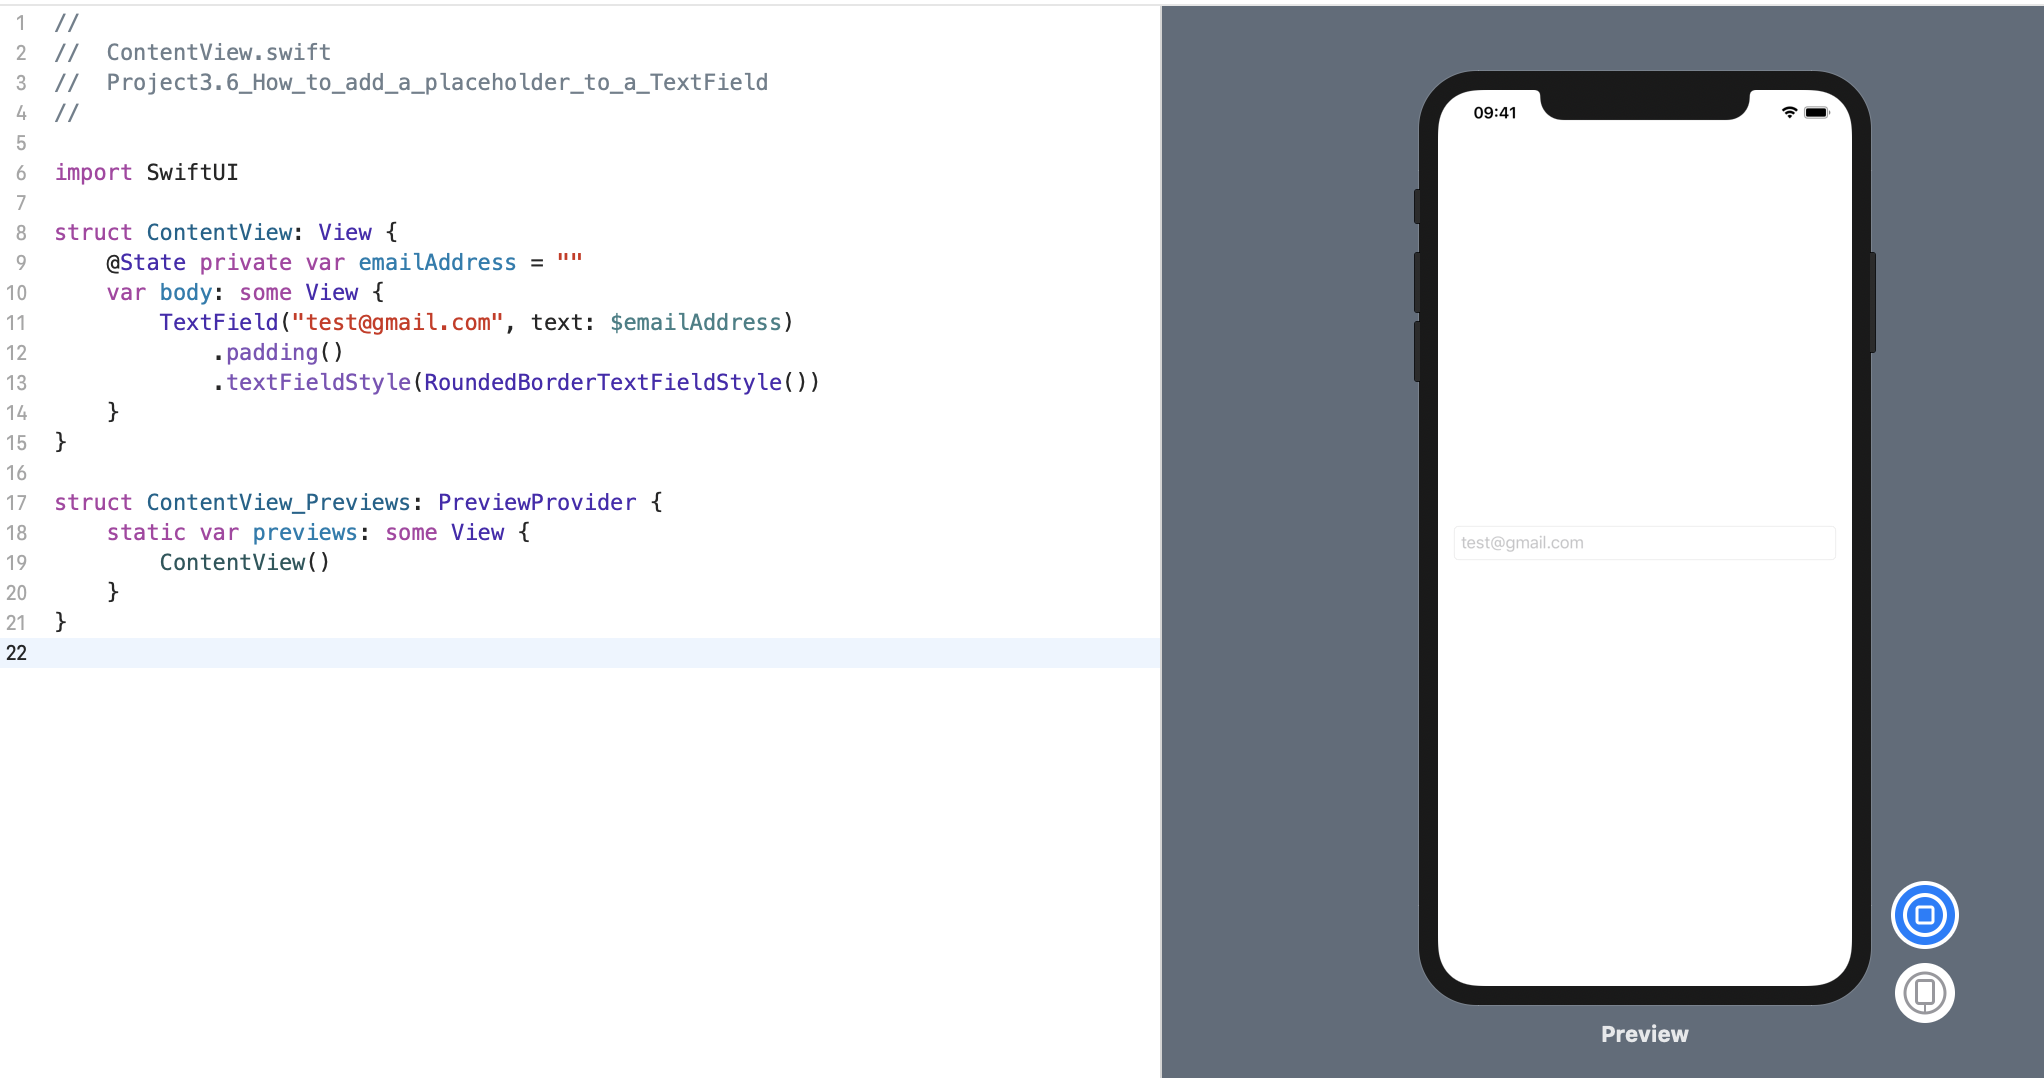 1 //
2 //  ContentView.swift
3 //  Project3.6_How_to_add_a_placeholder_to_a_TextField
4 //
5
6 import SwiftUI
7
8 struct ContentView: View {
9     @State private var emailAddress = ""
10     var body: some View {
11         TextField("test@gmail.com", text: $emailAddress)
12             .padding()
13             .textFieldStyle(RoundedBorderTextFieldStyle())
14     }
15 }
16
17 struct ContentView_Previews: PreviewProvider {
18     static var previews: some View {
19         ContentView()
20     }
21 }
22
09:41
test@gmail.com
Preview